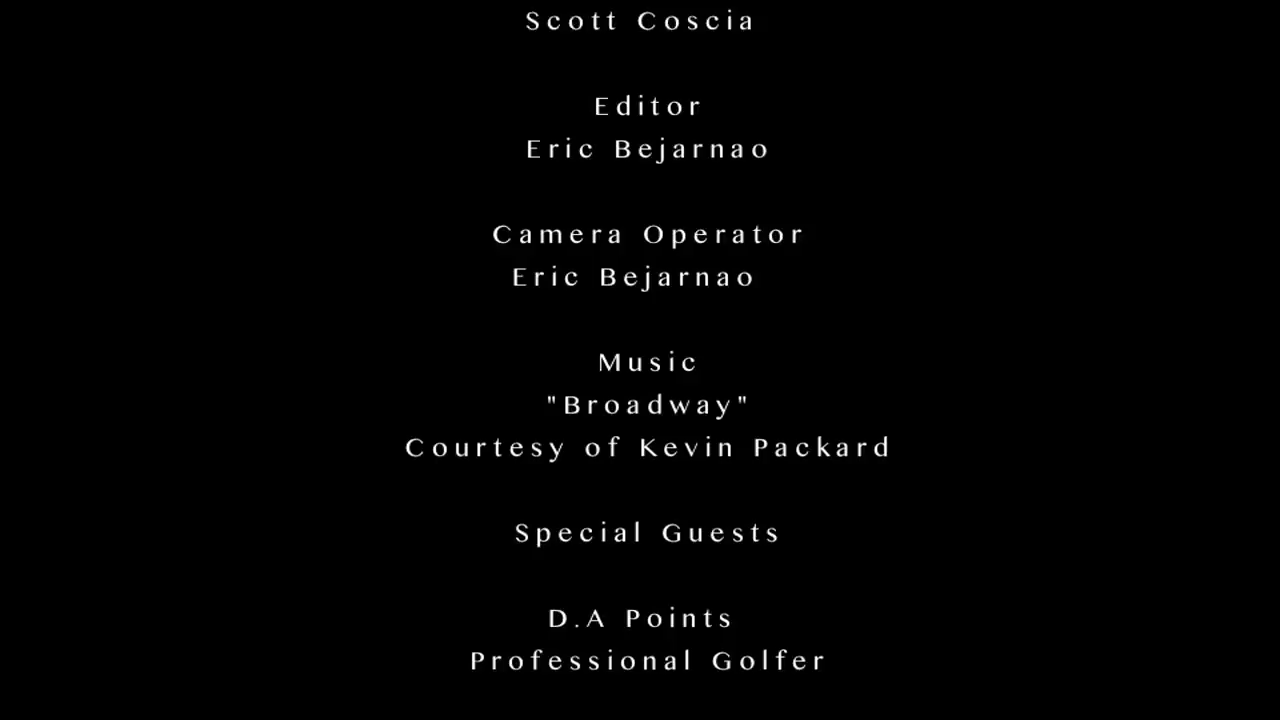 Scott Coscia
Editor
Eric Bejarnao
Camera Operator
Eric Bejarnao
Music
"Broadway"
Courtesy of Kevin Packard
Special Guests
D.A Points
Professional Golfer